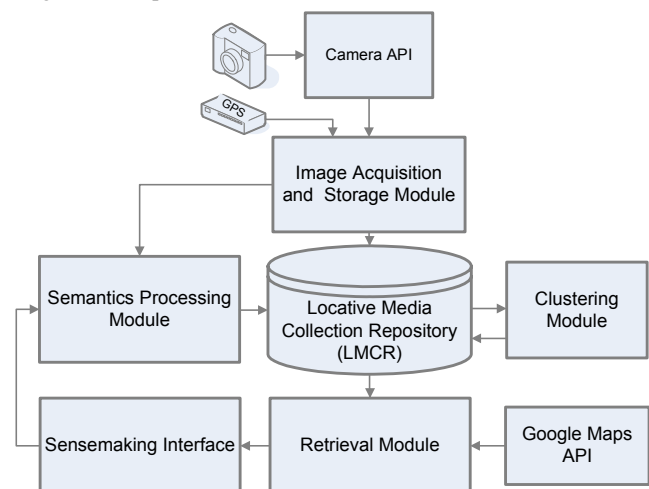 Camera API
GPS
Image Acquisition
and Storage Module
Semantics Processing
Module
Locative Media
Collection Repository
(LMCR)
Clustering
Module
Sensemaking Interface
Retrieval Module
Google Maps
API